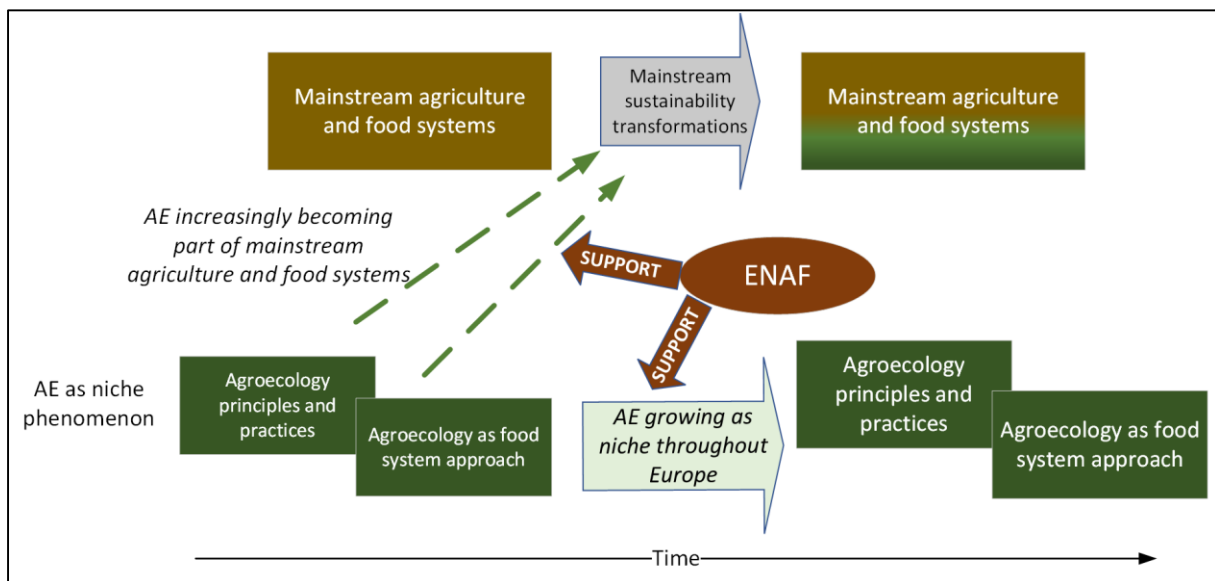 Mainstream agriculture
and food systems
Mainstream
sustainability
transformations
Mainstream agriculture
and food systems
AE increasingly becoming
part of mainstream
agriculture and food systems
SUPPORT
ENAF
SUPPORT
AE as niche
phenomenon
Agroecology
principles and
practices
Agroecology as food
system approach
AE growing as
niche throughout
Europe
Agroecology
principles and
practices
Agroecology as food
system approach
Time